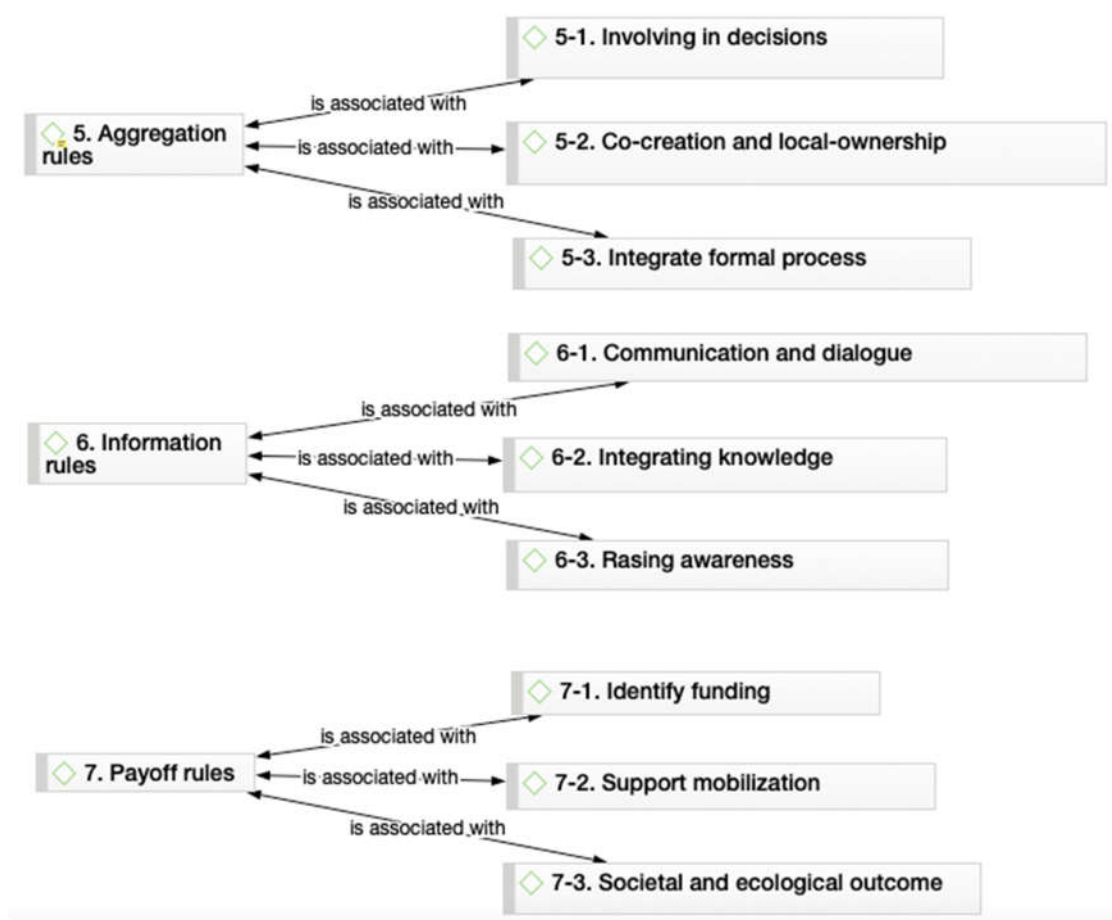 5-1. Involving in decisions
is associated with
5. Aggregation
rules
is associated with
5-2. Co-creation and local-ownership
is associated with
5-3. Integrate formal process
6-1. Communication and dialogue
is associated with
6. Information
rules
is associated with
6-2. Integrating knowledge
is associated with
6-3. Rasing awareness
7-1. Identify funding
is associated with
7. Payoff rules
is associated with
7-2. Support mobilization
is associated with
7-3. Societal and ecological outcome